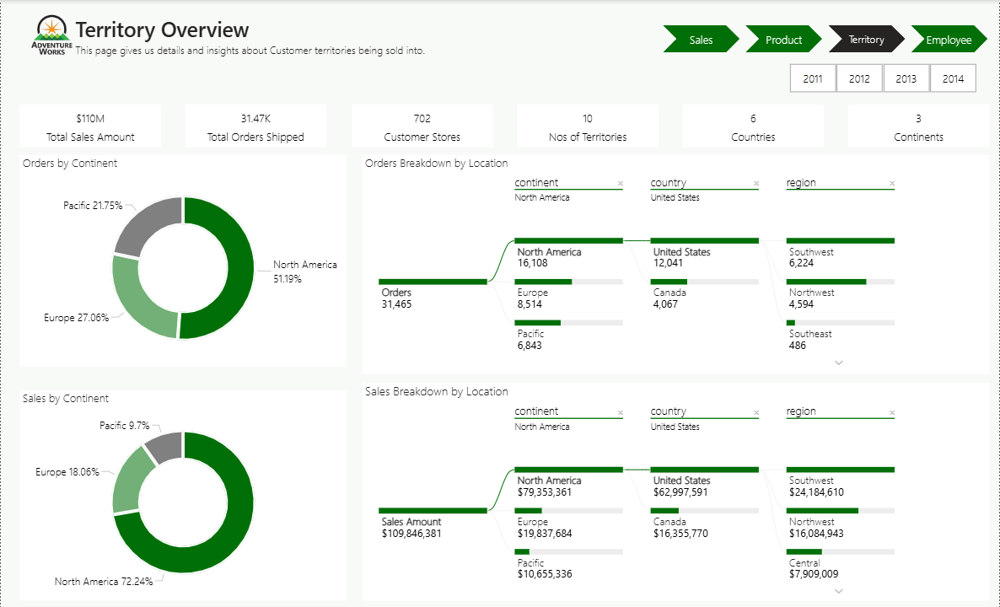 Territory Overview
ADVENTURE
WORKS
This page gives us details and insights about Customer territories being sold into.
Sales
Product
Territory
Employee
2011
2012
2013
2014
$110M
Total Sales Amount
31.47K
Total Orders Shipped
702
Customer Stores
10
Nos of Territories
6
Countries
3
Continents
Orders by Continent
Pacific 21.75%
North America
51.19%
Europe 27.06%
Orders Breakdown by Location
continent ×
North America
country ×
United States
region ×
Orders
31,465
North America
16,108
Europe
8,514
Pacific
6,843
United States
12,041
Canada
4,067
Southwest
6,224
Northwest
4,594
Southeast
486
Sales by Continent
Pacific 9.7%
Europe 18.06%
North America 72.24%
Sales Breakdown by Location
continent ×
North America
country ×
United States
region ×
Sales Amount
$109,846,381
North America
$79,353,361
Europe
$19,837,684
Pacific
$10,655,336
United States
$62,997,591
Canada
$16,355,770
Southwest
$24,184,610
Northwest
$16,084,943
Central
$7,909,009